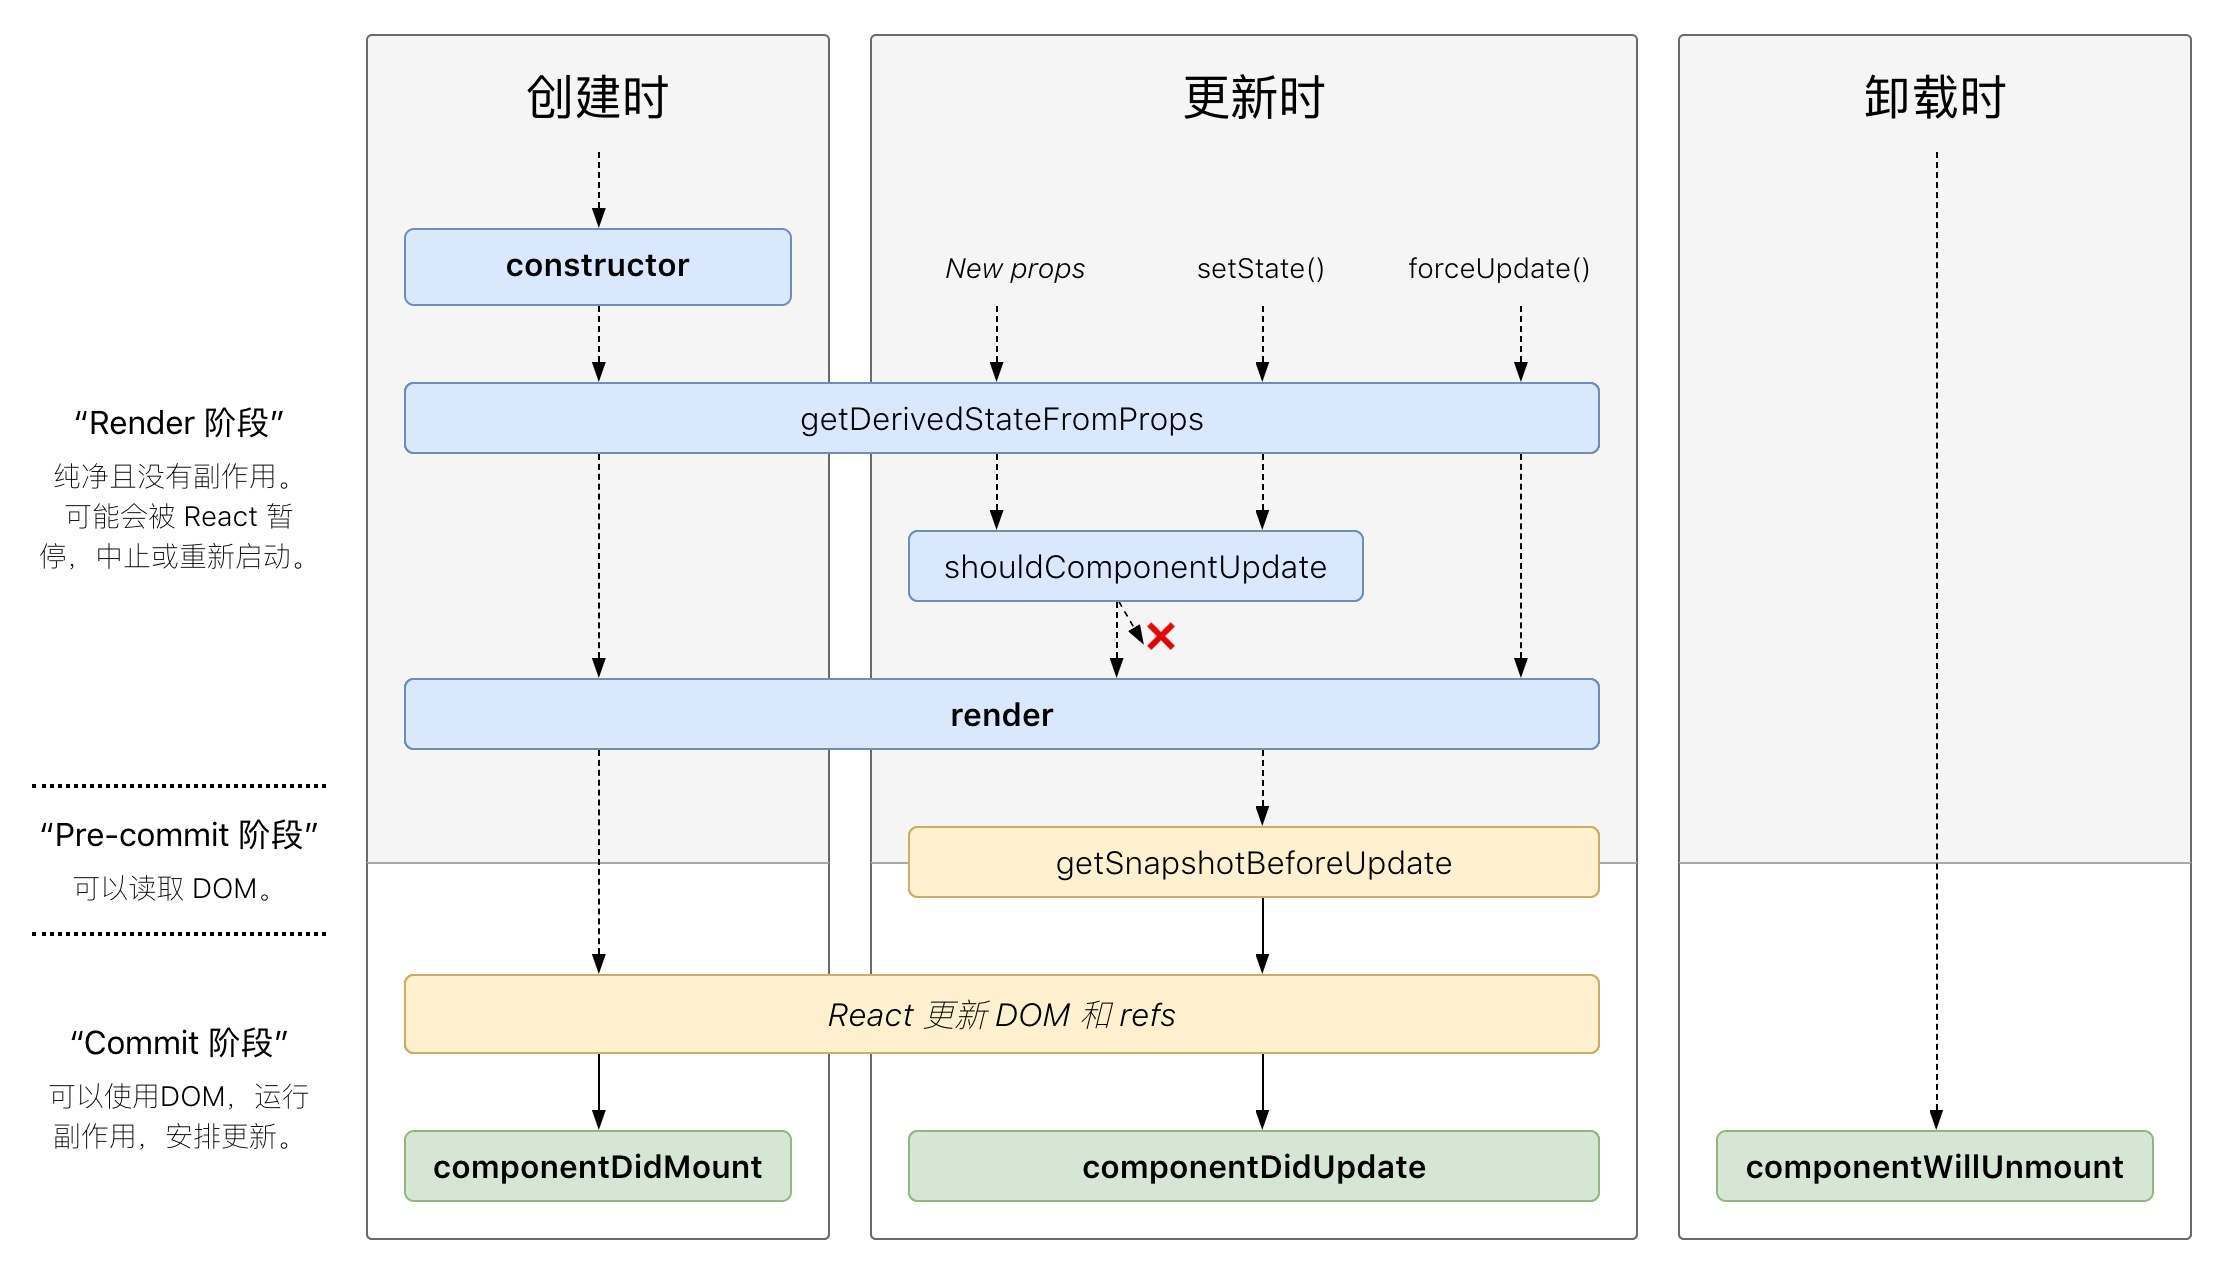 创建时
更新时
卸载时
constructor
New props
setState()
forceUpdate()
getDerivedStateFromProps
“Render 阶段”
纯净且没有副作用。
可能会被 React 暂
停，中止或重新启动。
shouldComponentUpdate
render
“Pre-commit 阶段”
可以读取 DOM。
getSnapshotBeforeUpdate
React 更新 DOM 和 refs
“Commit 阶段”
可以使用DOM，运行
副作用，安排更新。
componentDidMount
componentDidUpdate
componentWillUnmount